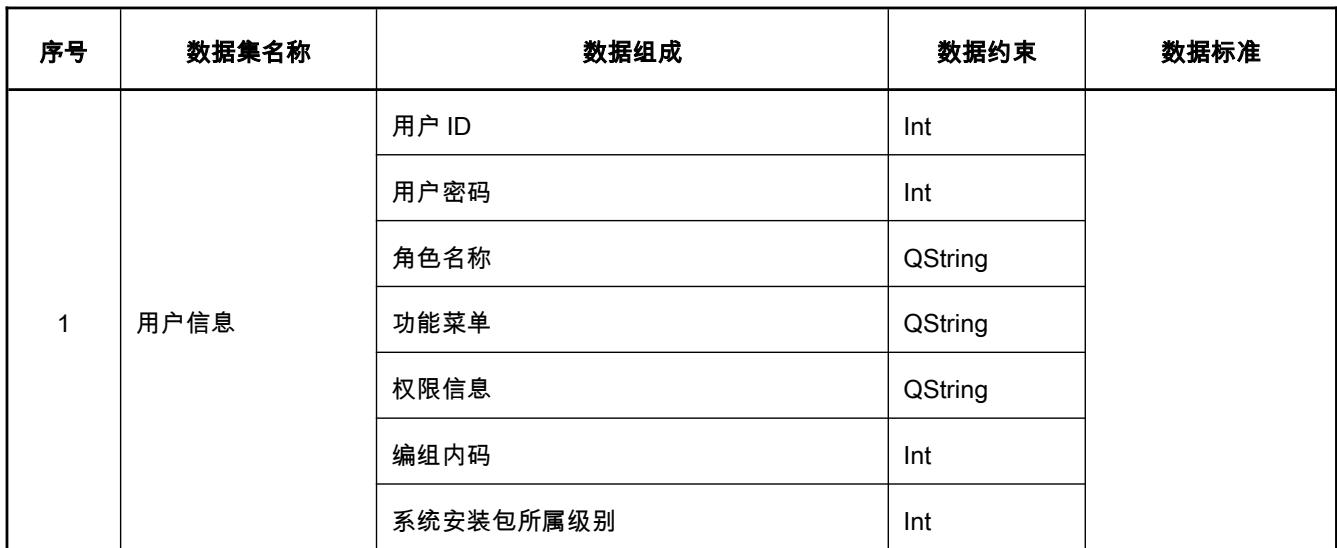 序号 数据集名称 数据组成 数据约束 数据标准
用户 ID Int
用户密码 Int
角色名称 QString
1 用户信息 功能菜单 QString
权限信息 QString
编组内码 Int
系统安装包所属级别 Int